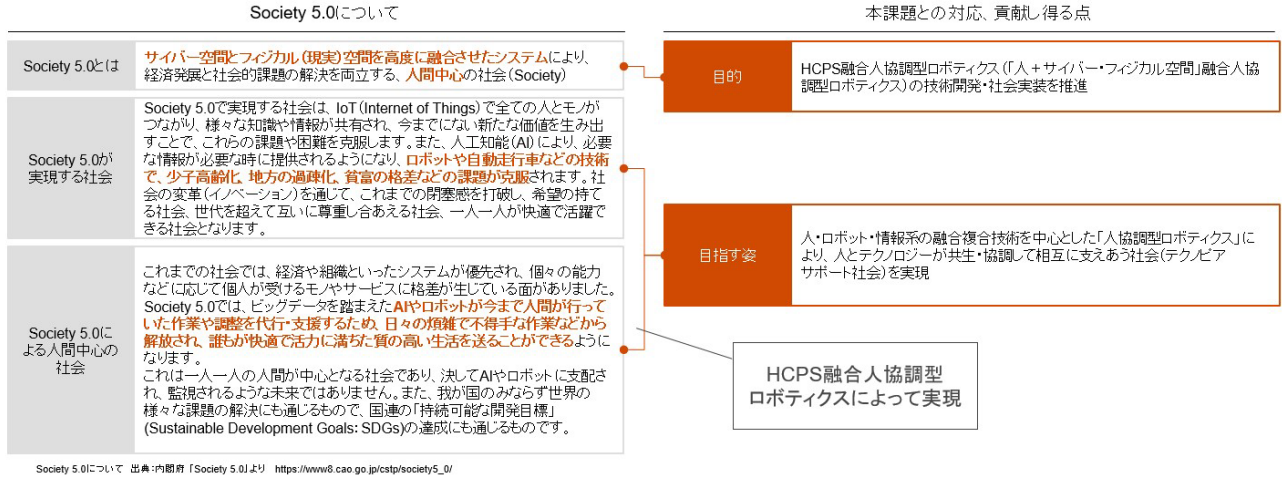 Society 5.0について
本課題との対応、貢献し得る点
Society 5.0とは
サイバー空間とフィジカル（現実）空間を高度に融合させたシステムにより、
経済発展と社会的課題の解決を両立する、人間中心の社会（Society）
目的
HCPS融合人協調型ロボティクス（「人＋サイバー・フィジカル空間」融合人協
調型ロボティクス）の技術開発・社会実装を推進
Society 5.0が
実現する社会
Society 5.0で実現する社会は、IoT（Internet of Things）で全ての人とモノが
つながり、様々な知識や情報が共有され、今までにない新たな価値を生み出
すことで、これらの課題や困難を克服します。また、人工知能（AI）により、必要
な情報が必要な時に提供されるようになり、ロボットや自動走行車などの技術
で、少子高齢化、地方の過疎化、貧富の格差などの課題が克服されます。社
会の変革（イノベーション）を通じて、これまでの閉塞感を打破し、希望の持て
る社会、世代を超えて互いに尊重し合あえる社会、一人一人が快適で活躍で
きる社会となります。
目指す姿
人・ロボット・情報系の融合複合技術を中心とした「人協調型ロボティクス」に
より、人とテクノロジーが共生・協調して相互に支えあう社会（テクノピア
サポート社会）を実現
Society 5.0に
よる人間中心の
社会
これまでの社会では、経済や組織といったシステムが優先され、個々の能力
などに応じて個人が受けるモノやサービスに格差が生じている面がありました。
Society 5.0では、ビッグデータを踏まえたAIやロボットが今まで人間が行って
いた作業や調整を代行・支援するため、日々の煩雑で不得手な作業などから
解放され、誰もが快適で活力に満ちた質の高い生活を送ることができるように
なります。
これは一人一人の人間が中心となる社会であり、決してAIやロボットに支配さ
れ、監視されるような未来ではありません。また、我が国のみならず世界の
様々な課題の解決にも通じるもので、国連の「持続可能な開発目標」
(Sustainable Development Goals: SDGs)の達成にも通じるものです。
HCPS融合人協調型
ロボティクスによって実現
Society 5.0について 出典：内閣府「Society 5.0」より https://www8.cao.go.jp/cstp/society5_0/